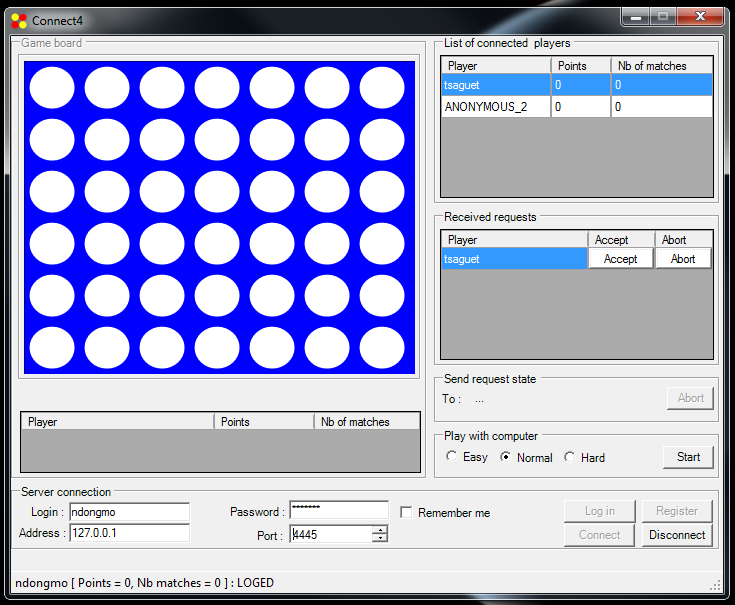 Connect4
Game board
List of connected players
Player Points Nb of matches
tsaguet 0 0
ANONYMOUS_2 0 0
Received requests
Player Accept Abort
tsaguet Accept Abort
Send request state
To : ... Abort
Player Points Nb of matches
Play with computer
Easy Normal Hard Start
Server connection
Login : ndongmo Password : ******* Remember me Log in Register
Address : 127.0.0.1 Port : 4445 Connect Disconnect
ndongmo [ Points = 0, Nb matches = 0 ] : LOGED